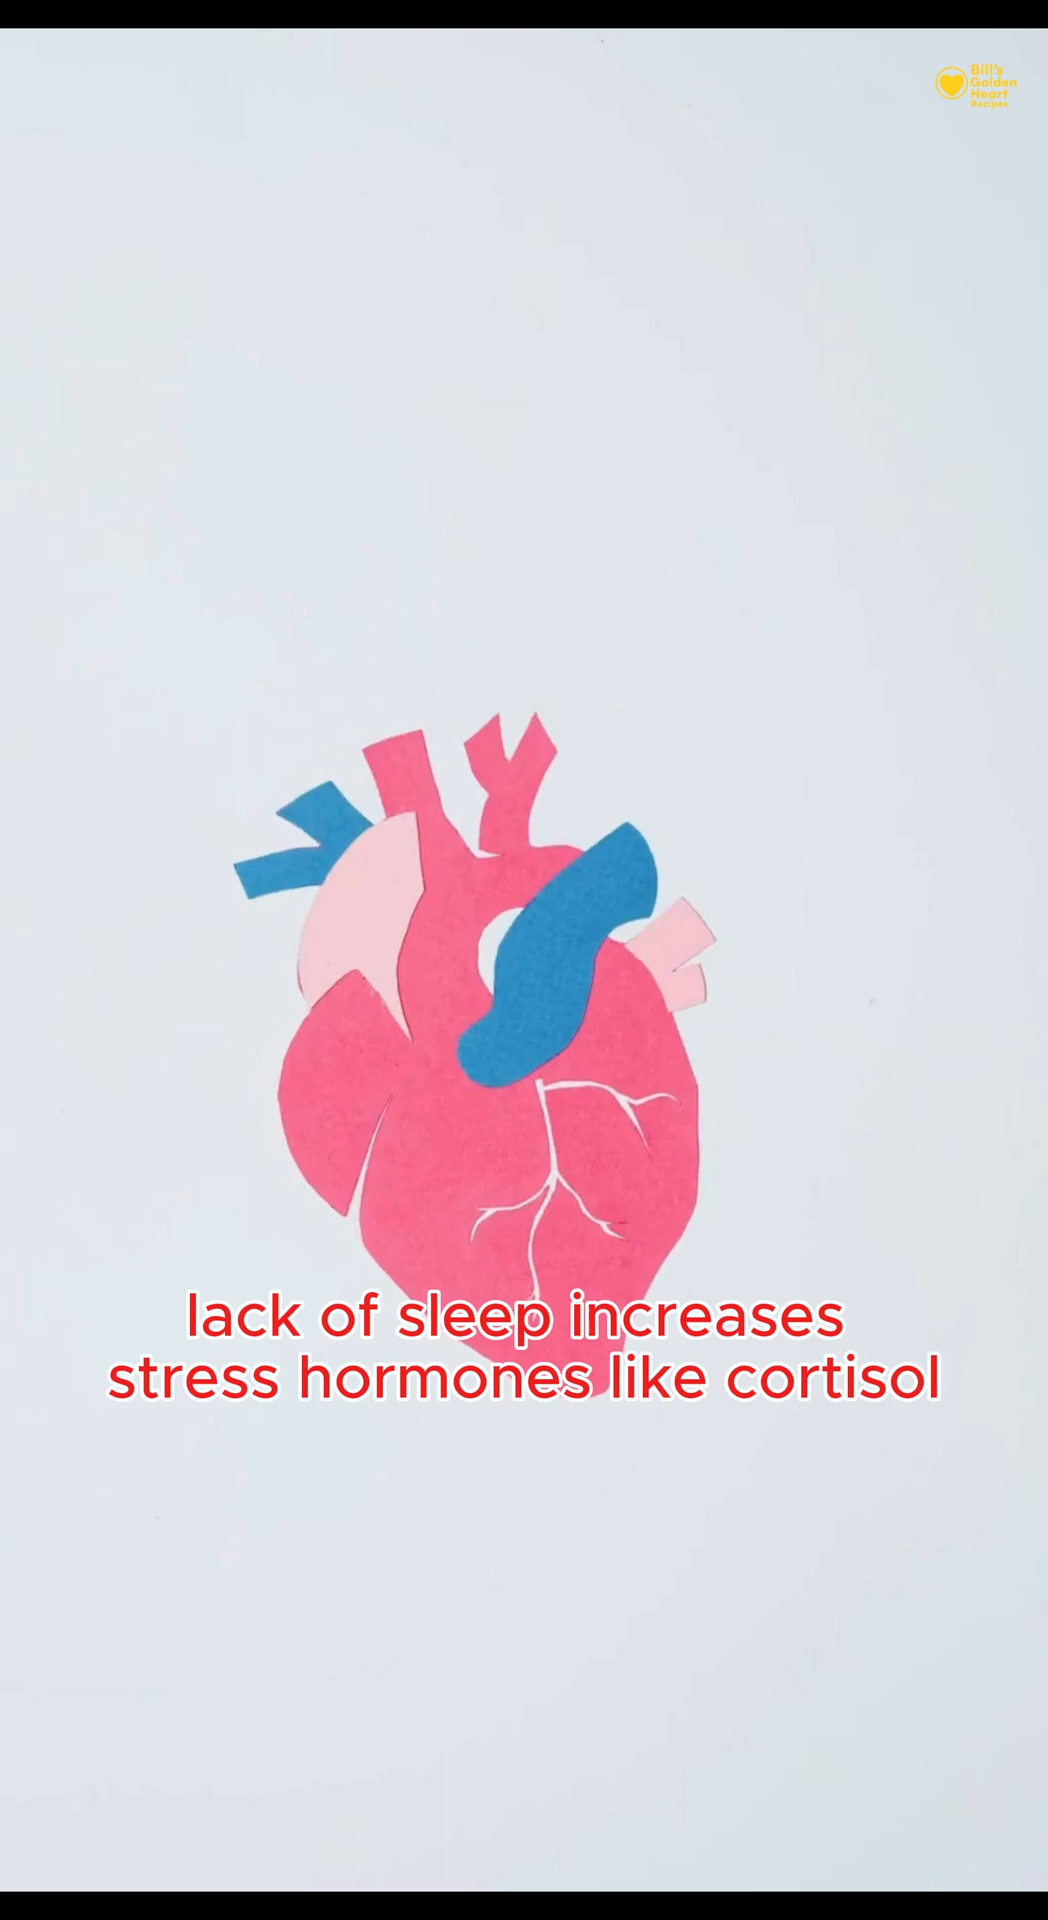 Bill's
Golden
Heart
Recipes
lack of sleep increases
stress hormones like cortisol